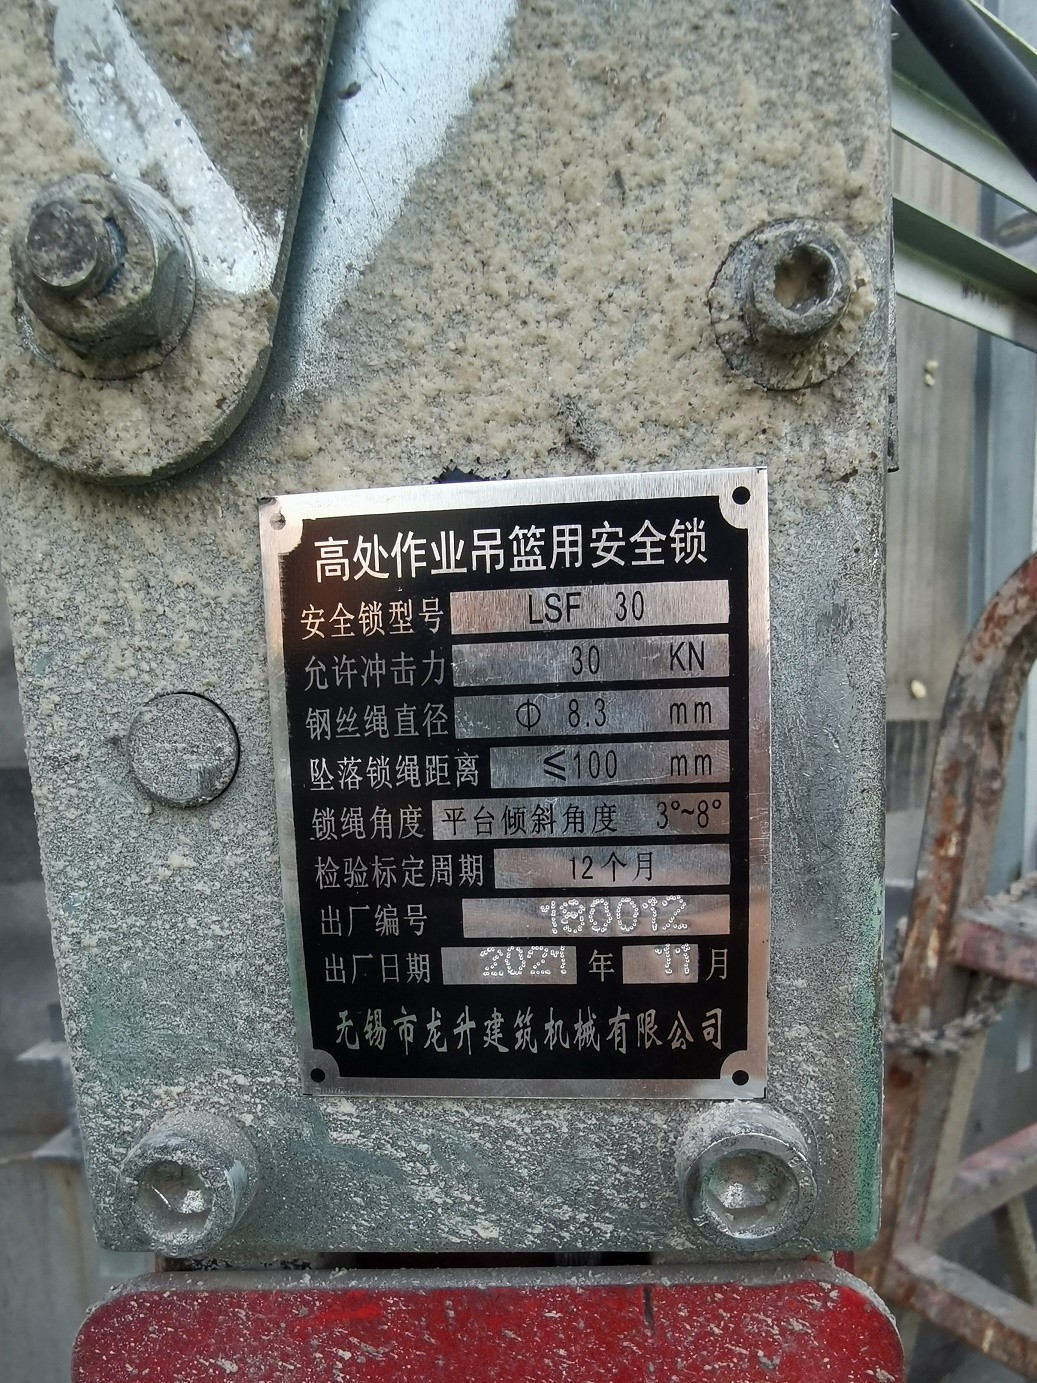 高处作业吊篮用安全锁
安全锁型号 LSF 30
允许冲击力 30 KN
钢丝绳直径 Φ 8.3 mm
坠落锁绳距离 ≤100 mm
锁绳角度 平台倾斜角度 3°~8°
检验标定周期 12个月
出厂编号 180012
出厂日期 2021 年 11 月
无锡市龙升建筑机械有限公司